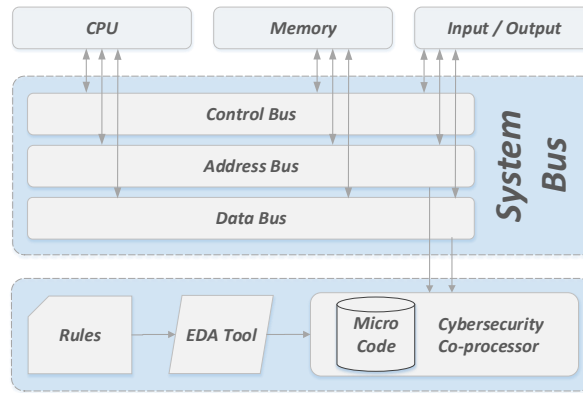 CPU
Memory
Input / Output
Control Bus
Address Bus
Data Bus
System
Bus
Rules
EDA Tool
Micro
Code
Cybersecurity
Co-processor